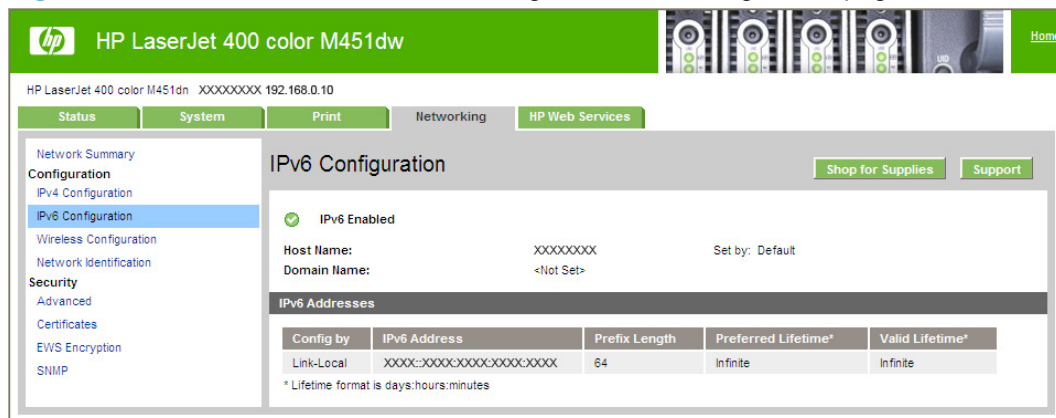 hp HP LaserJet 400 color M451dw
UID
Home
HP LaserJet 400 color M451dn XXXXXXXX 192.168.0.10
Status System Print Networking HP Web Services
Network Summary
Configuration
IPv4 Configuration
IPv6 Configuration
Wireless Configuration
Network Identification
Security
Advanced
Certificates
EWS Encryption
SNMP
IPv6 Configuration
Shop for Supplies Support
IPv6 Enabled
Host Name: XXXXXXXX Set by: Default
Domain Name: <Not Set>
IPv6 Addresses
Config by IPv6 Address Prefix Length Preferred Lifetime* Valid Lifetime*
Link-Local XXXX::XXXX:XXXX:XXXX:XXXX 64 Infinite Infinite
* Lifetime format is days:hours:minutes